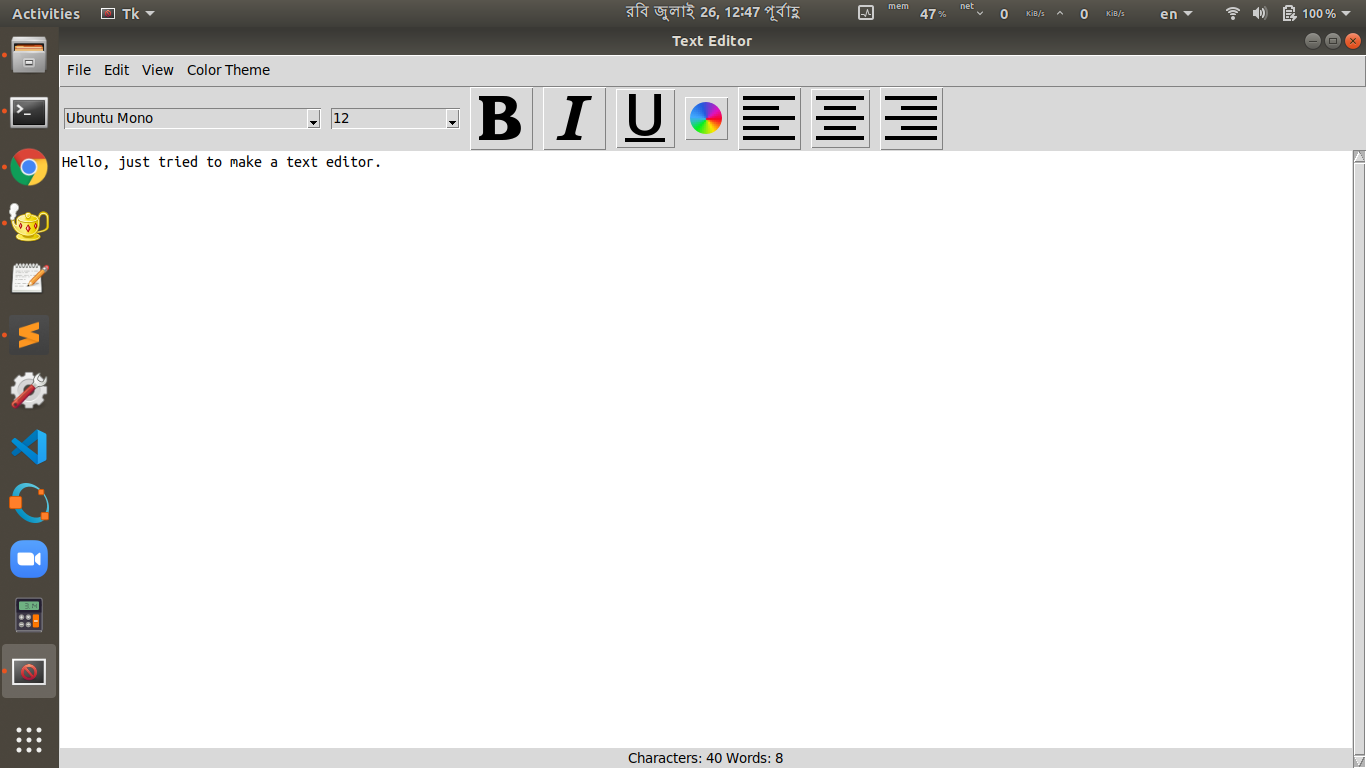 Activities Tk রবি জুলাই 26, 12:47 পূর্বাহ্ণ mem 47% net 0 KiB/s 0 KiB/s en 100%
Text Editor
File Edit View Color Theme
Ubuntu Mono 12 B I U
Hello, just tried to make a text editor.
Characters: 40 Words: 8